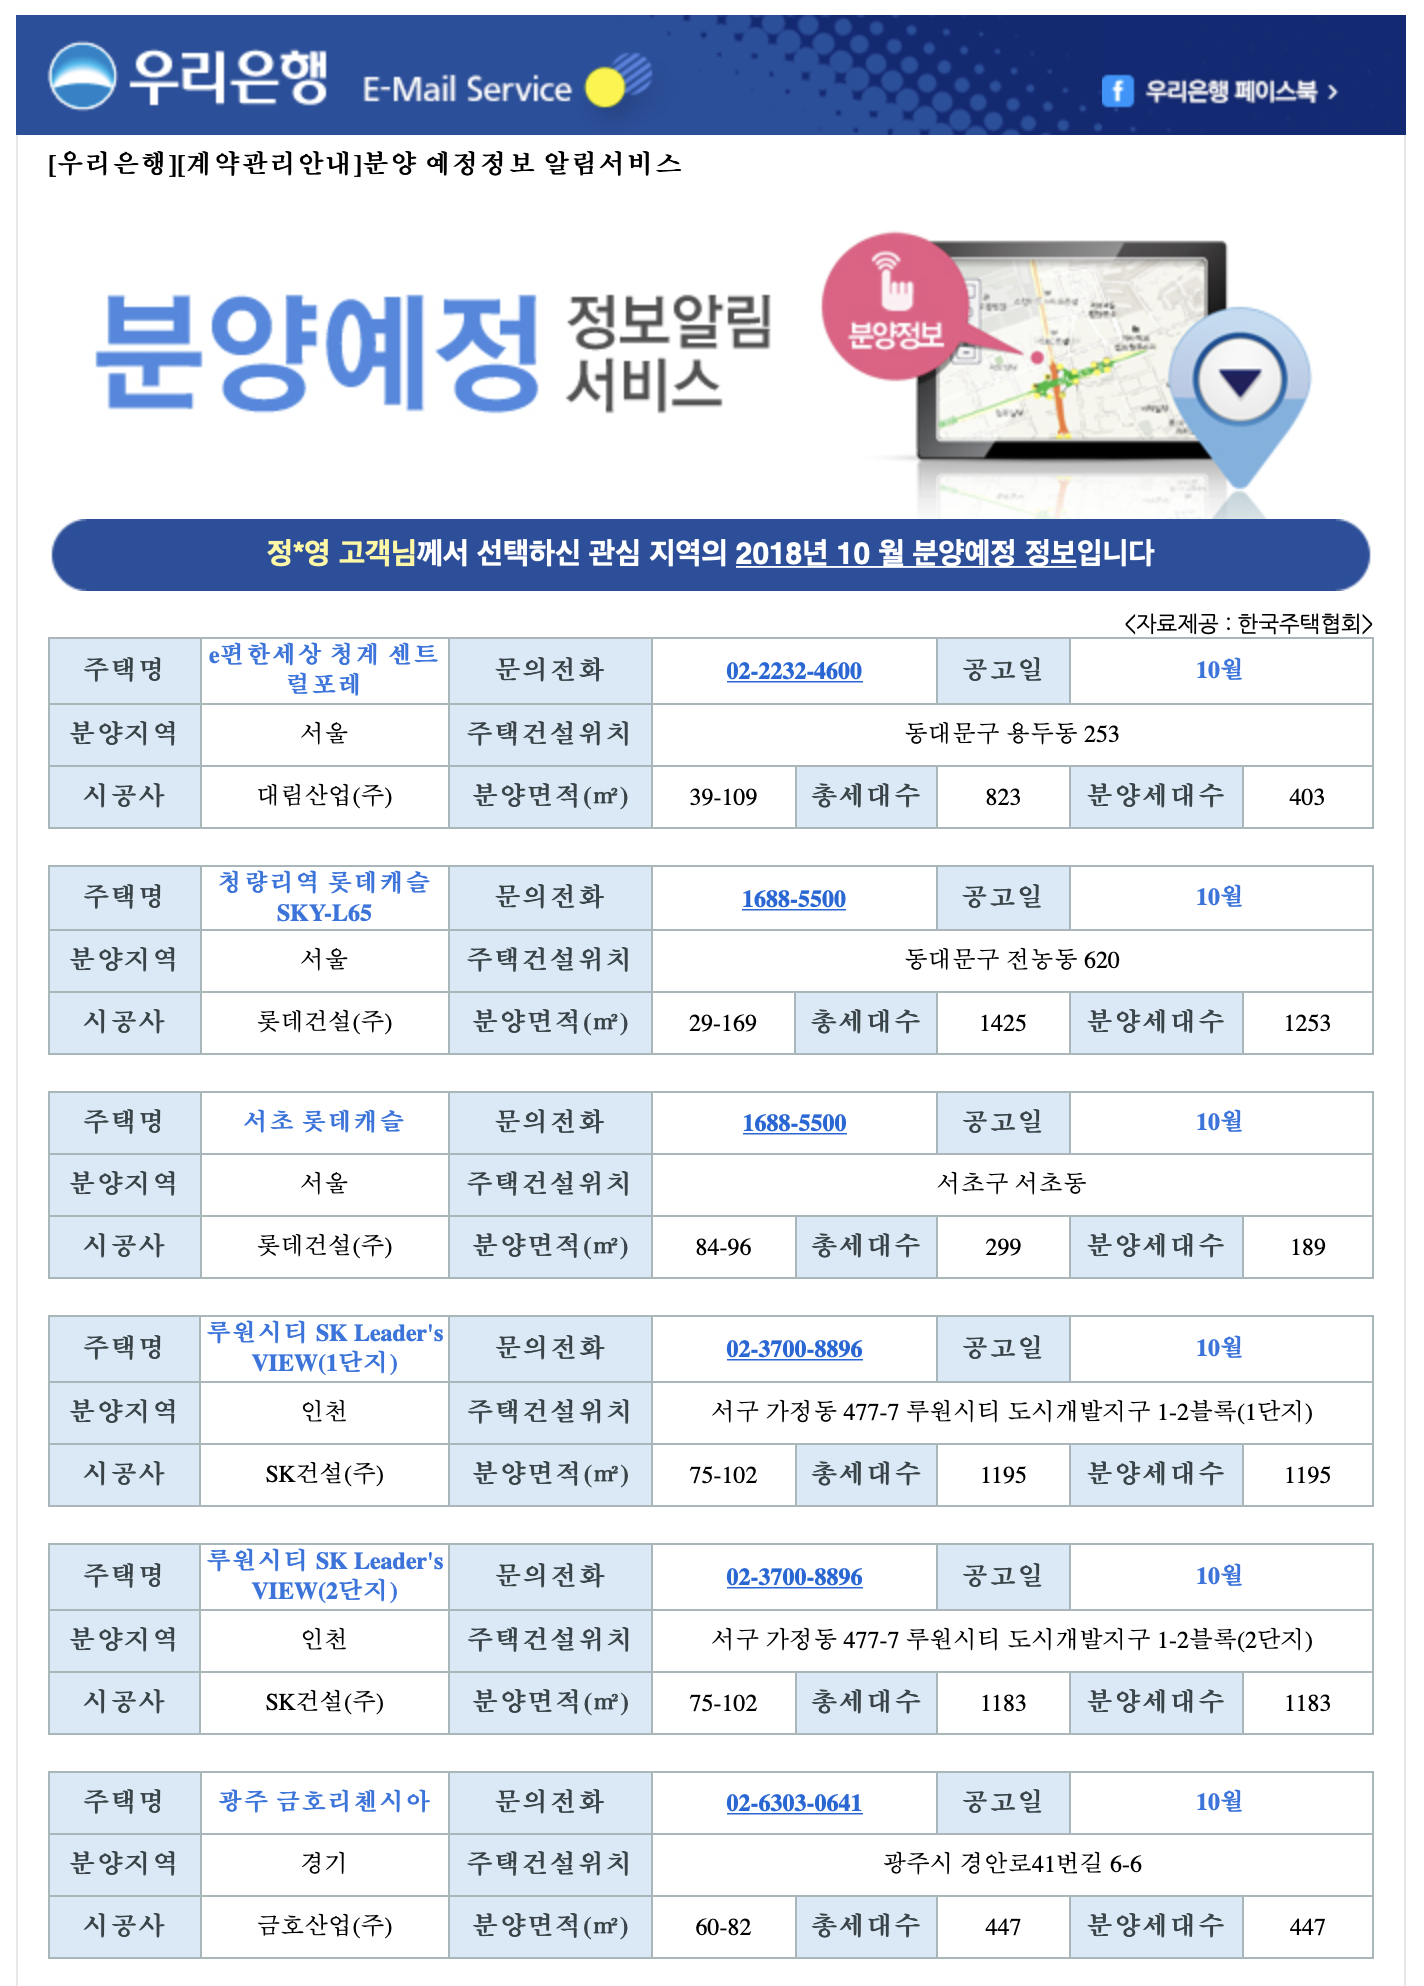 우리은행 E-Mail Service 우리은행 페이스북 >
[우리은행][계약관리안내]분양 예정정보 알림서비스
분양예정 정보알림
서비스
분양정보
정*영 고객님께서 선택하신 관심 지역의 2018년 10 월 분양예정 정보입니다
<자료제공 : 한국주택협회>
주택명 e편한세상 청계 센트 문의전화 02-2232-4600 공고일 10월
럴포레
분양지역 서울 주택건설위치 동대문구 용두동 253
시공사 대림산업(주) 분양면적(㎡) 39-109 총세대수 823 분양세대수 403
주택명 청량리역 롯데캐슬 문의전화 1688-5500 공고일 10월
SKY-L65
분양지역 서울 주택건설위치 동대문구 전농동 620
시공사 롯데건설(주) 분양면적(㎡) 29-169 총세대수 1425 분양세대수 1253
주택명 서초 롯데캐슬 문의전화 1688-5500 공고일 10월
분양지역 서울 주택건설위치 서초구 서초동
시공사 롯데건설(주) 분양면적(㎡) 84-96 총세대수 299 분양세대수 189
주택명 루원시티 SK Leader's 문의전화 02-3700-8896 공고일 10월
VIEW(1단지)
분양지역 인천 주택건설위치 서구 가정동 477-7 루원시티 도시개발지구 1-2블록(1단지)
시공사 SK건설(주) 분양면적(㎡) 75-102 총세대수 1195 분양세대수 1195
주택명 루원시티 SK Leader's 문의전화 02-3700-8896 공고일 10월
VIEW(2단지)
분양지역 인천 주택건설위치 서구 가정동 477-7 루원시티 도시개발지구 1-2블록(2단지)
시공사 SK건설(주) 분양면적(㎡) 75-102 총세대수 1183 분양세대수 1183
주택명 광주 금호리첸시아 문의전화 02-6303-0641 공고일 10월
분양지역 경기 주택건설위치 광주시 경안로41번길 6-6
시공사 금호산업(주) 분양면적(㎡) 60-82 총세대수 447 분양세대수 447